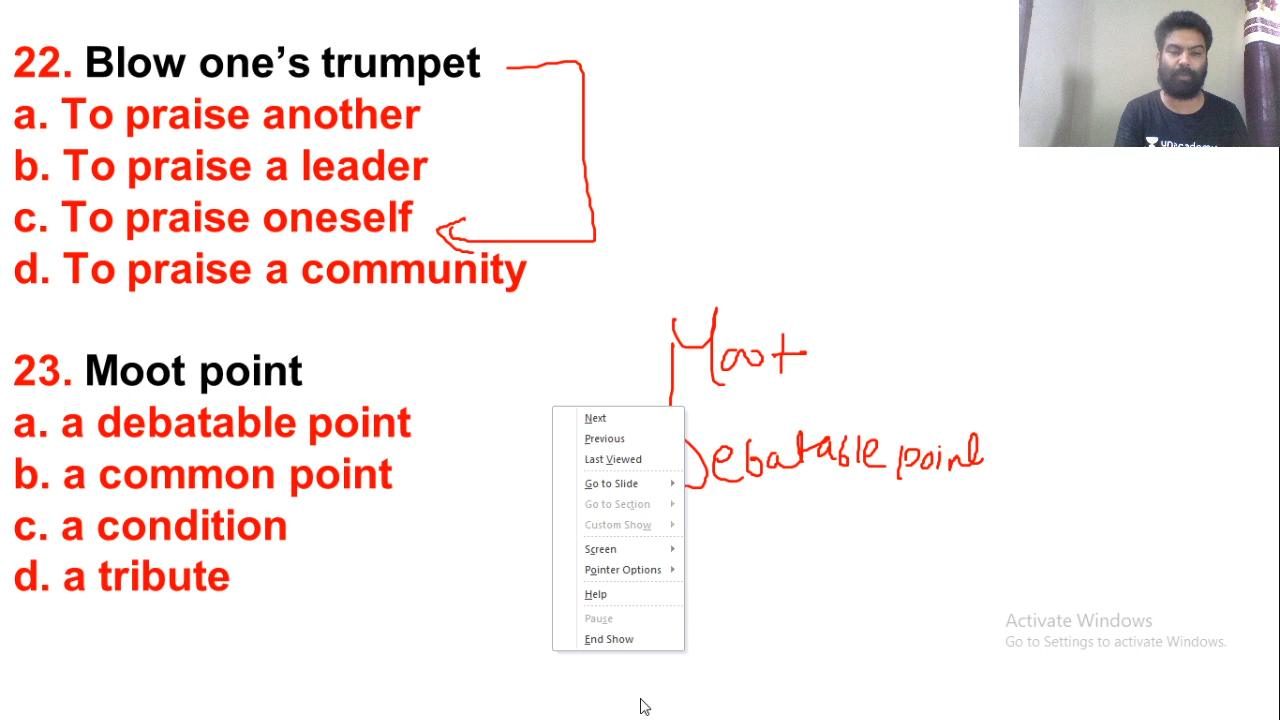 22. Blow one's trumpet
a. To praise another
b. To praise a leader
c. To praise oneself
d. To praise a community
23. Moot point
a. a debatable point
b. a common point
c. a condition
d. a tribute
Moot
Debatable point
Next
Previous
Last Viewed
Go to Slide
Go to Section
Custom Show
Screen
Pointer Options
Help
Pause
End Show
unacademy
Activate Windows
Go to Settings to activate Windows.